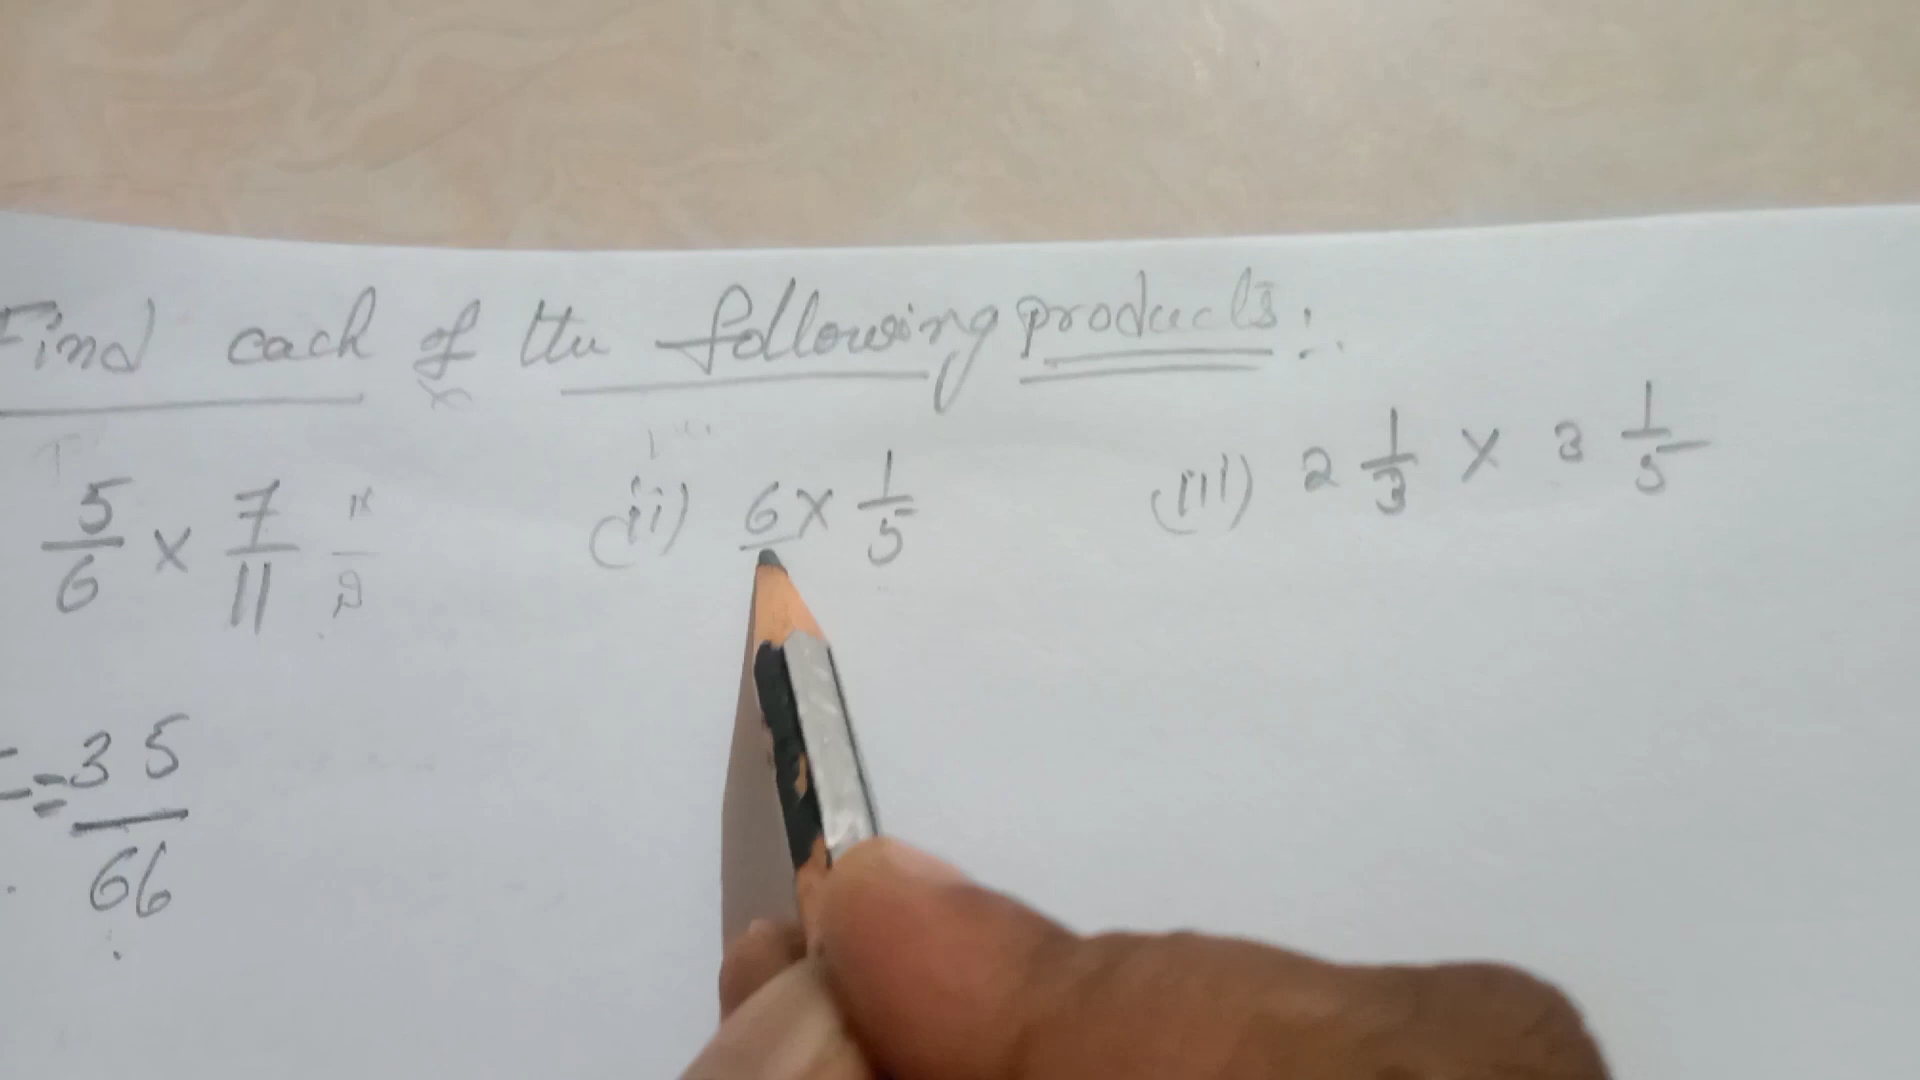 Find each of the following products:
5/6 × 7/11 (ii) 6 × 1/5 (iii) 2 1/3 × 3 1/5
= = 35/66